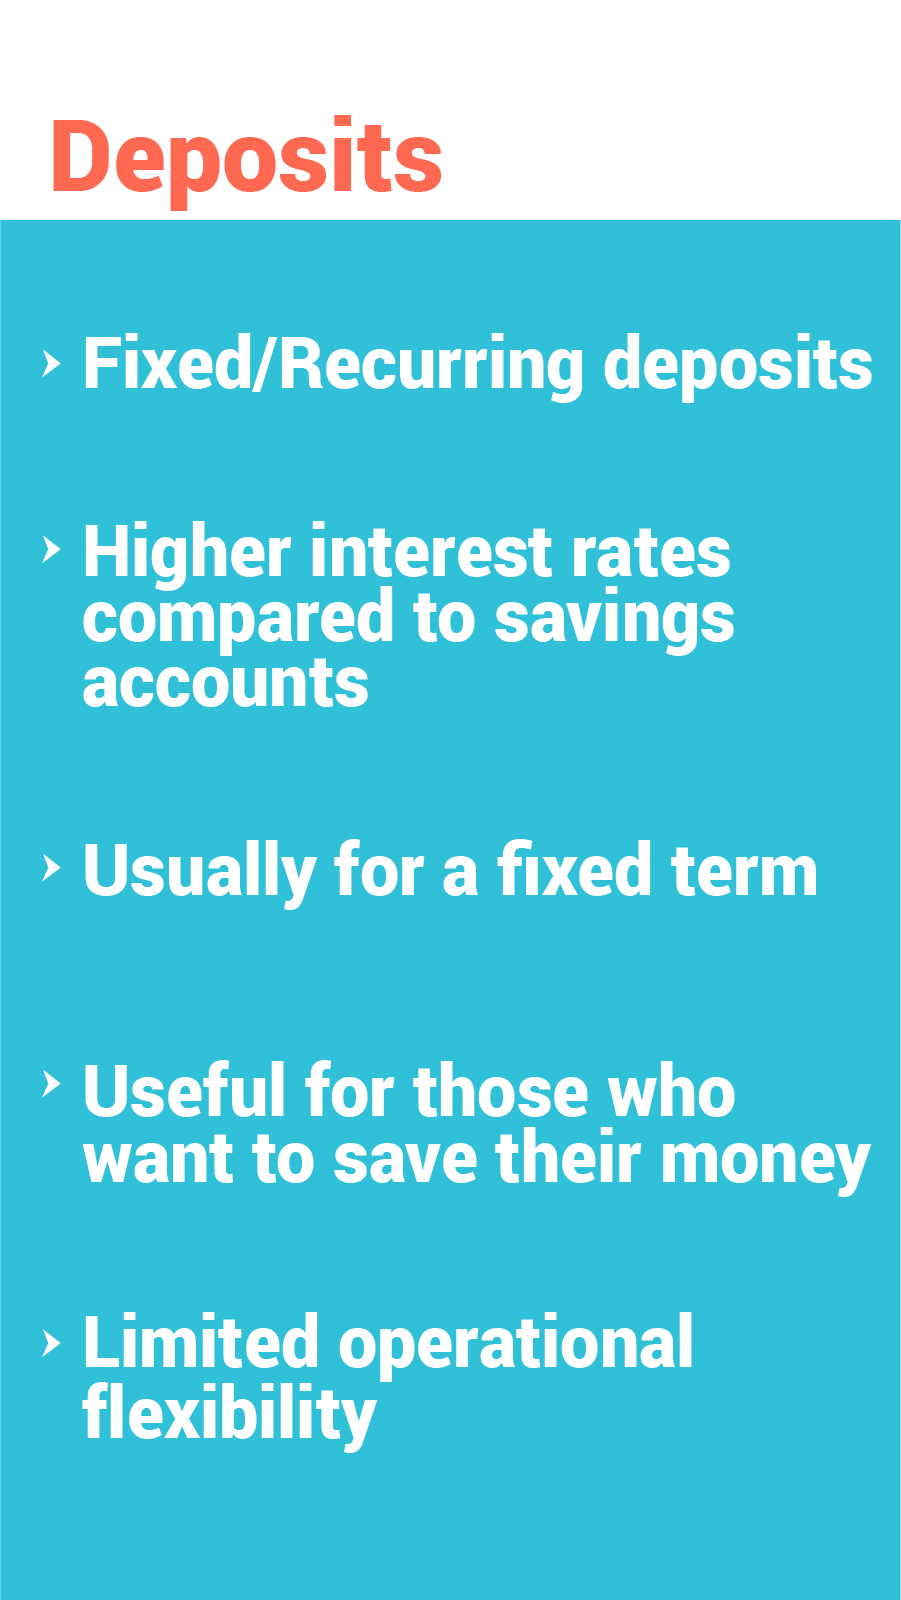 Deposits
Fixed/Recurring deposits
Higher interest rates
compared to savings
accounts
Usually for a fixed term
Useful for those who
want to save their money
Limited operational
flexibility